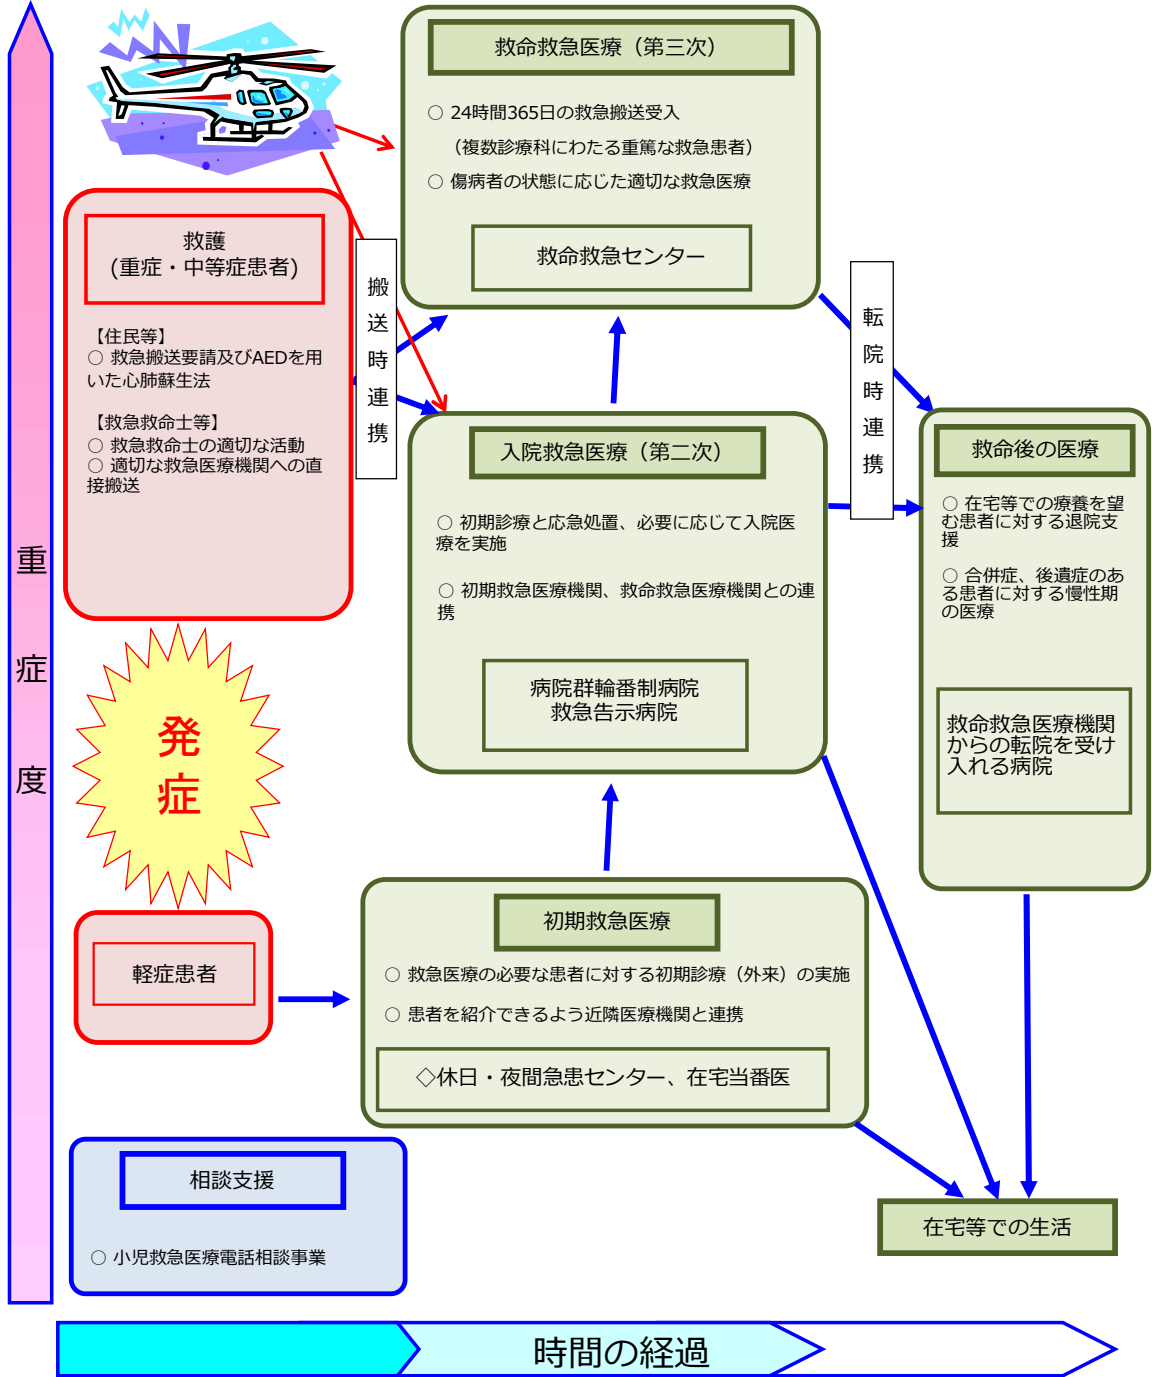 救命救急医療（第三次）
○ 24時間365日の救急搬送受入
（複数診療科にわたる重篤な救急患者）
○ 傷病者の状態に応じた適切な救急医療
救命救急センター
救護
(重症・中等症患者)
【住民等】
○ 救急搬送要請及びAEDを用
いた心肺蘇生法
【救急救命士等】
○ 救急救命士の適切な活動
○ 適切な救急医療機関への直
接搬送
搬送時連携
転院時連携
入院救急医療（第二次）
○ 初期診療と応急処置、必要に応じて入院医
療を実施
○ 初期救急医療機関、救命救急医療機関との連
携
病院群輪番制病院
救急告示病院
救命後の医療
○ 在宅等での療養を望
む患者に対する退院支
援
○ 合併症、後遺症のあ
る患者に対する慢性期
の医療
救命救急医療機関
からの転院を受け
入れる病院
重症度
発
症
軽症患者
初期救急医療
○ 救急医療の必要な患者に対する初期診療（外来）の実施
○ 患者を紹介できるよう近隣医療機関と連携
◇休日・夜間急患センター、在宅当番医
相談支援
○ 小児救急医療電話相談事業
在宅等での生活
時間の経過